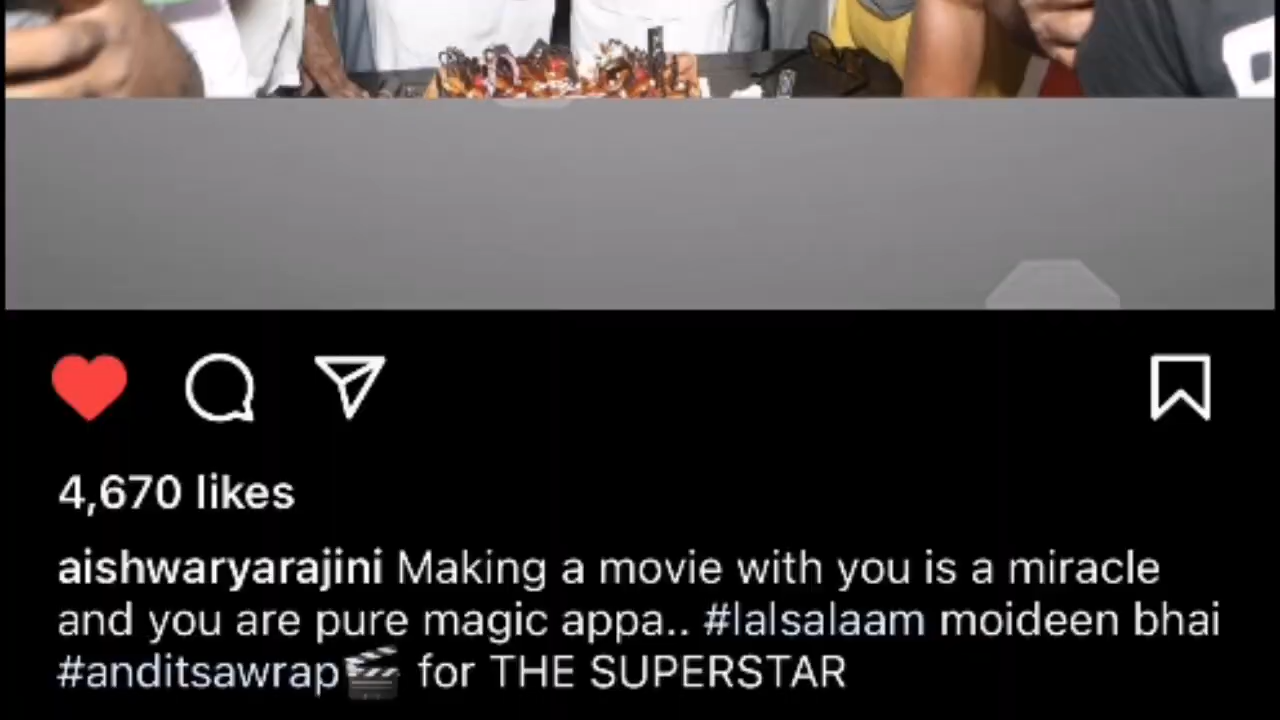 4,670 likes
aishwaryarajini Making a movie with you is a miracle
and you are pure magic appa.. #lalsalaam moideen bhai
#anditsawrap🎬 for THE SUPERSTAR